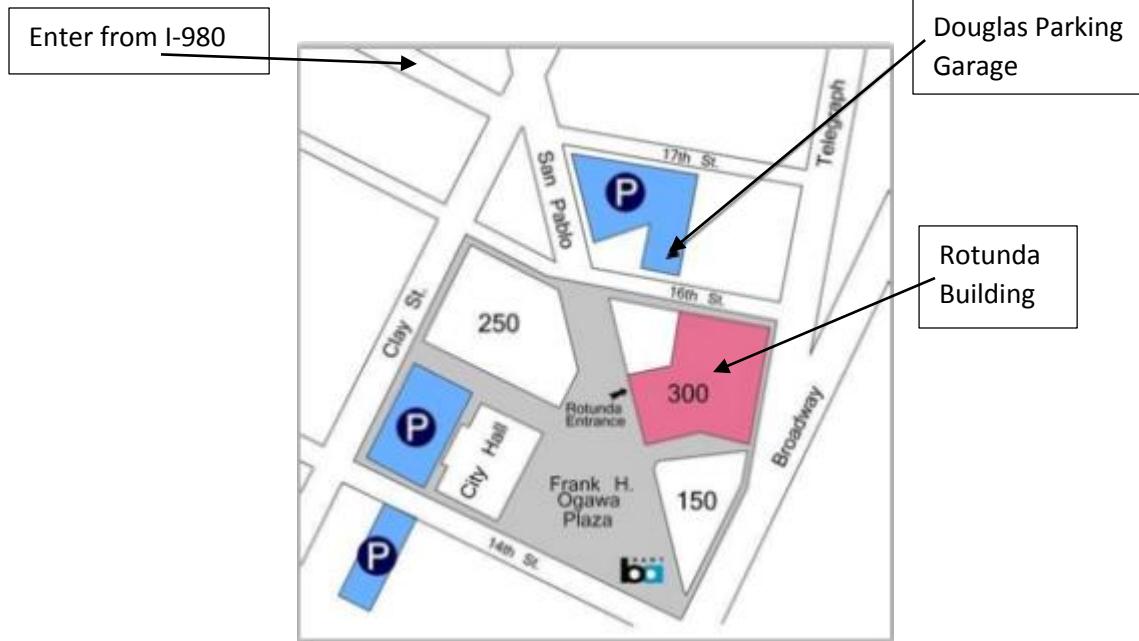 Enter from I-980
Douglas Parking
Garage
Telegraph
17th St.
P
San Pablo
Rotunda
Building
16th St.
250
Clay St.
300
Rotunda
Entrance
Broadway
P
City Hall
Frank H.
Ogawa
Plaza
150
14th St.
P
ba